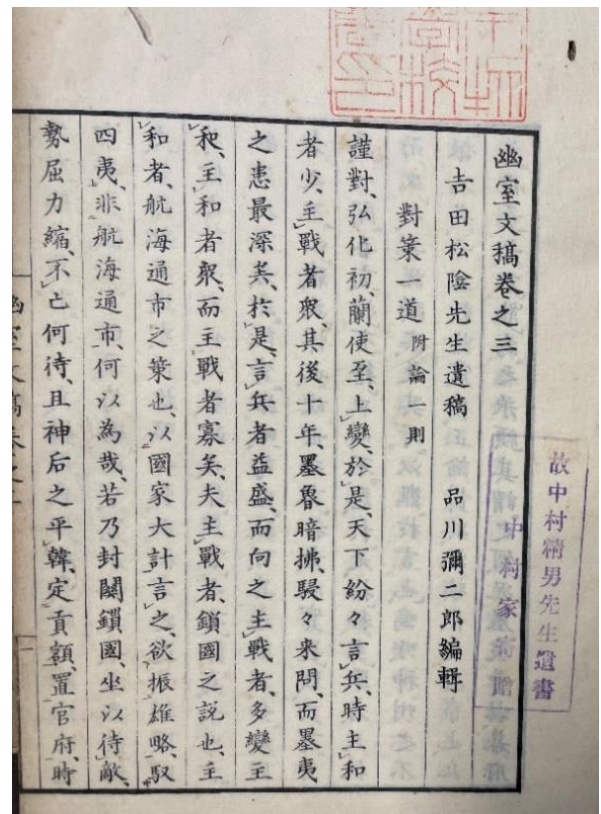 幽室文稿卷之三
吉田松陰先生遺稿 品川彌二郎編輯
對策一道 附論一則
謹對、弘化初、蘭使至、上變、於是、天下紛々言兵、時主和
者少、主戰者衆、其後十年、墨魯暗拂、駸々來問、而墨夷
之患最深矣、於是、言兵者益盛、而向之主戰者、多變主
和、主和者衆、而主戰者寡矣、夫主戰者、鎖國之説也、主
和者、航海通市之策也、以國家大計言之、欲振雄略、馭
四夷、非航海通市、何以為哉、若乃封關鎖國、坐以待敵、
勢屈力縮、不亡何待、且神后之平韓、定貢額、置官府、時
故中村精男先生遺書
中村家寄贈